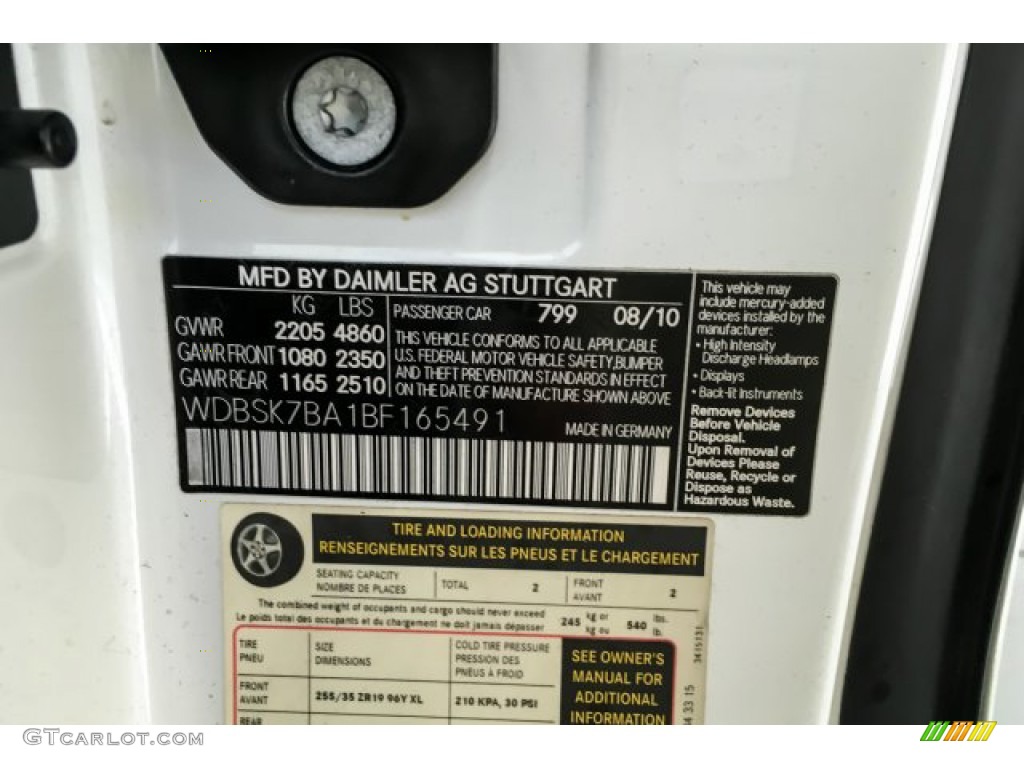 MFD BY DAIMLER AG STUTTGART
KG LBS
GVWR 2205 4860
GAWR FRONT 1080 2350
GAWR REAR 1165 2510
PASSENGER CAR 799 08/10
THIS VEHICLE CONFORMS TO ALL APPLICABLE
U.S. FEDERAL MOTOR VEHICLE SAFETY, BUMPER
AND THEFT PREVENTION STANDARDS IN EFFECT
ON THE DATE OF MANUFACTURE SHOWN ABOVE
WDBSK7BA1BF165491
MADE IN GERMANY
This vehicle may
include mercury-added
devices installed by the
manufacturer:
• High Intensity
Discharge Headlamps
• Displays
• Back-lit Instruments
Remove Devices
Before Vehicle
Disposal.
Upon Removal of
Devices Please
Reuse, Recycle or
Dispose as
Hazardous Waste.
TIRE AND LOADING INFORMATION
RENSEIGNEMENTS SUR LES PNEUS ET LE CHARGEMENT
SEATING CAPACITY
NOMBRE DE PLACES
TOTAL 2
FRONT
AVANT 2
The combined weight of occupants and cargo should never exceed
Le poids total des occupants et du chargement ne doit jamais dépasser
245 kg or
kg ou
540 lbs.
lb.
TIRE
PNEU
SIZE
DIMENSIONS
COLD TIRE PRESSURE
PRESSION DES
PNEUS À FROID
FRONT
AVANT
255/35 ZR19 96Y XL
210 KPA, 30 PSI
REAR
SEE OWNER'S
MANUAL FOR
ADDITIONAL
INFORMATION
GTcarlot.com